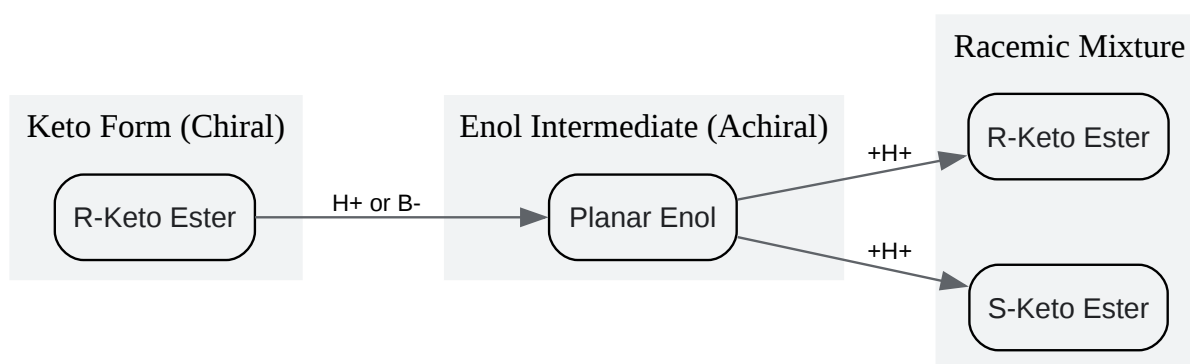 Racemic Mixture
Keto Form (Chiral)
Enol Intermediate (Achiral)
R-Keto Ester
H+ or B-
Planar Enol
+H+
R-Keto Ester
+H+
S-Keto Ester